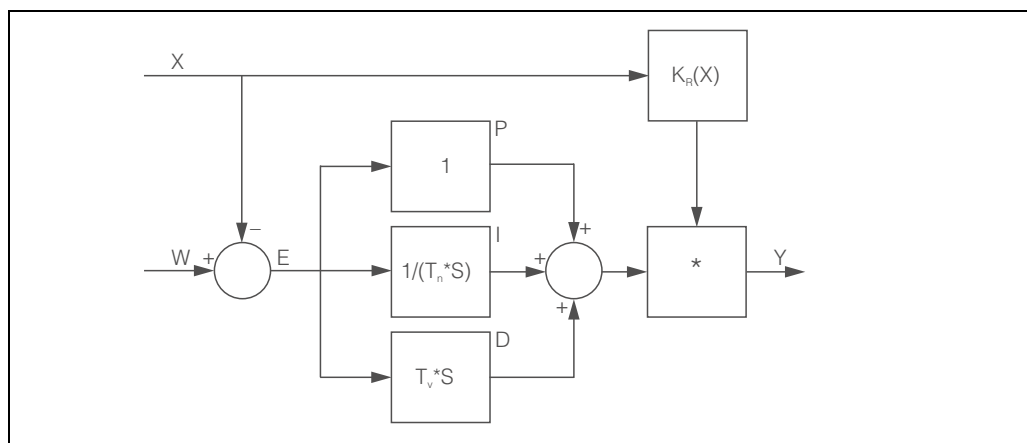 X
K_R(X)
P
1
+
−
W
+
E
I
1/(T_n*S)
+
+
*
Y
D
T_v*S